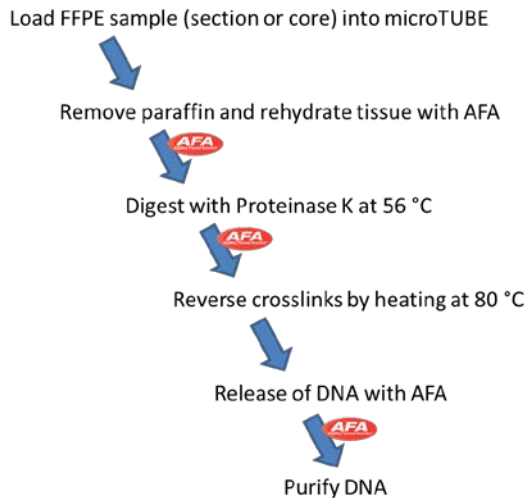 Load FFPE sample (section or core) into microTUBE
Remove paraffin and rehydrate tissue with AFA
AFA
Digest with Proteinase K at 56 °C
AFA
Reverse crosslinks by heating at 80 °C
Release of DNA with AFA
AFA
Purify DNA